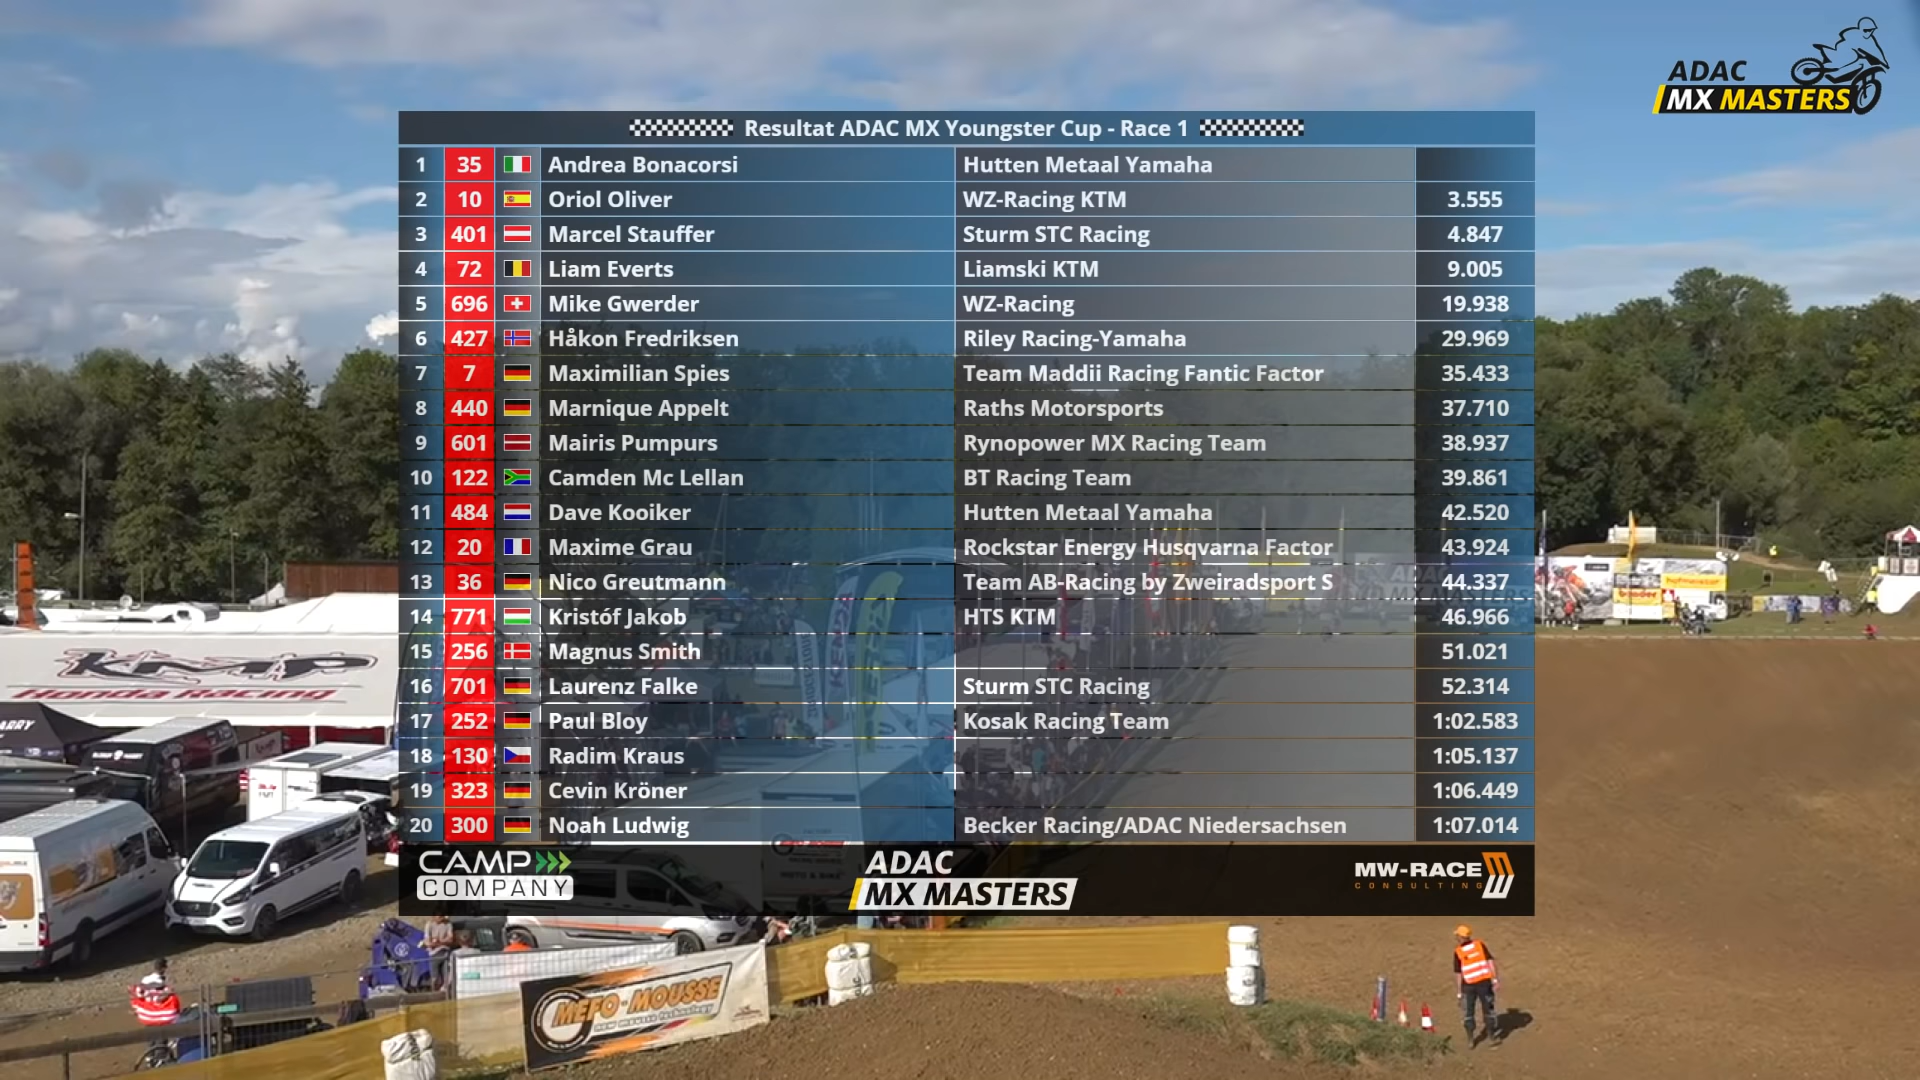 ADAC
MX MASTERS
Resultat ADAC MX Youngster Cup - Race 1
1 35 Andrea Bonacorsi Hutten Metaal Yamaha
2 10 Oriol Oliver WZ-Racing KTM 3.555
3 401 Marcel Stauffer Sturm STC Racing 4.847
4 72 Liam Everts Liamski KTM 9.005
5 696 Mike Gwerder WZ-Racing 19.938
6 427 Håkon Fredriksen Riley Racing-Yamaha 29.969
7 7 Maximilian Spies Team Maddii Racing Fantic Factor 35.433
8 440 Marnique Appelt Raths Motorsports 37.710
9 601 Mairis Pumpurs Rynopower MX Racing Team 38.937
10 122 Camden Mc Lellan BT Racing Team 39.861
11 484 Dave Kooiker Hutten Metaal Yamaha 42.520
12 20 Maxime Grau Rockstar Energy Husqvarna Factor 43.924
13 36 Nico Greutmann Team AB-Racing by Zweiradsport S 44.337
14 771 Kristóf Jakob HTS KTM 46.966
15 256 Magnus Smith 51.021
16 701 Laurenz Falke Sturm STC Racing 52.314
17 252 Paul Bloy Kosak Racing Team 1:02.583
18 130 Radim Kraus 1:05.137
19 323 Cevin Kröner 1:06.449
20 300 Noah Ludwig Becker Racing/ADAC Niedersachsen 1:07.014
KMP
Honda Racing
CAMP
COMPANY
ADAC
MX MASTERS
MW-RACE
CONSULTING
MEFO-MOUSSE
new mousse technology